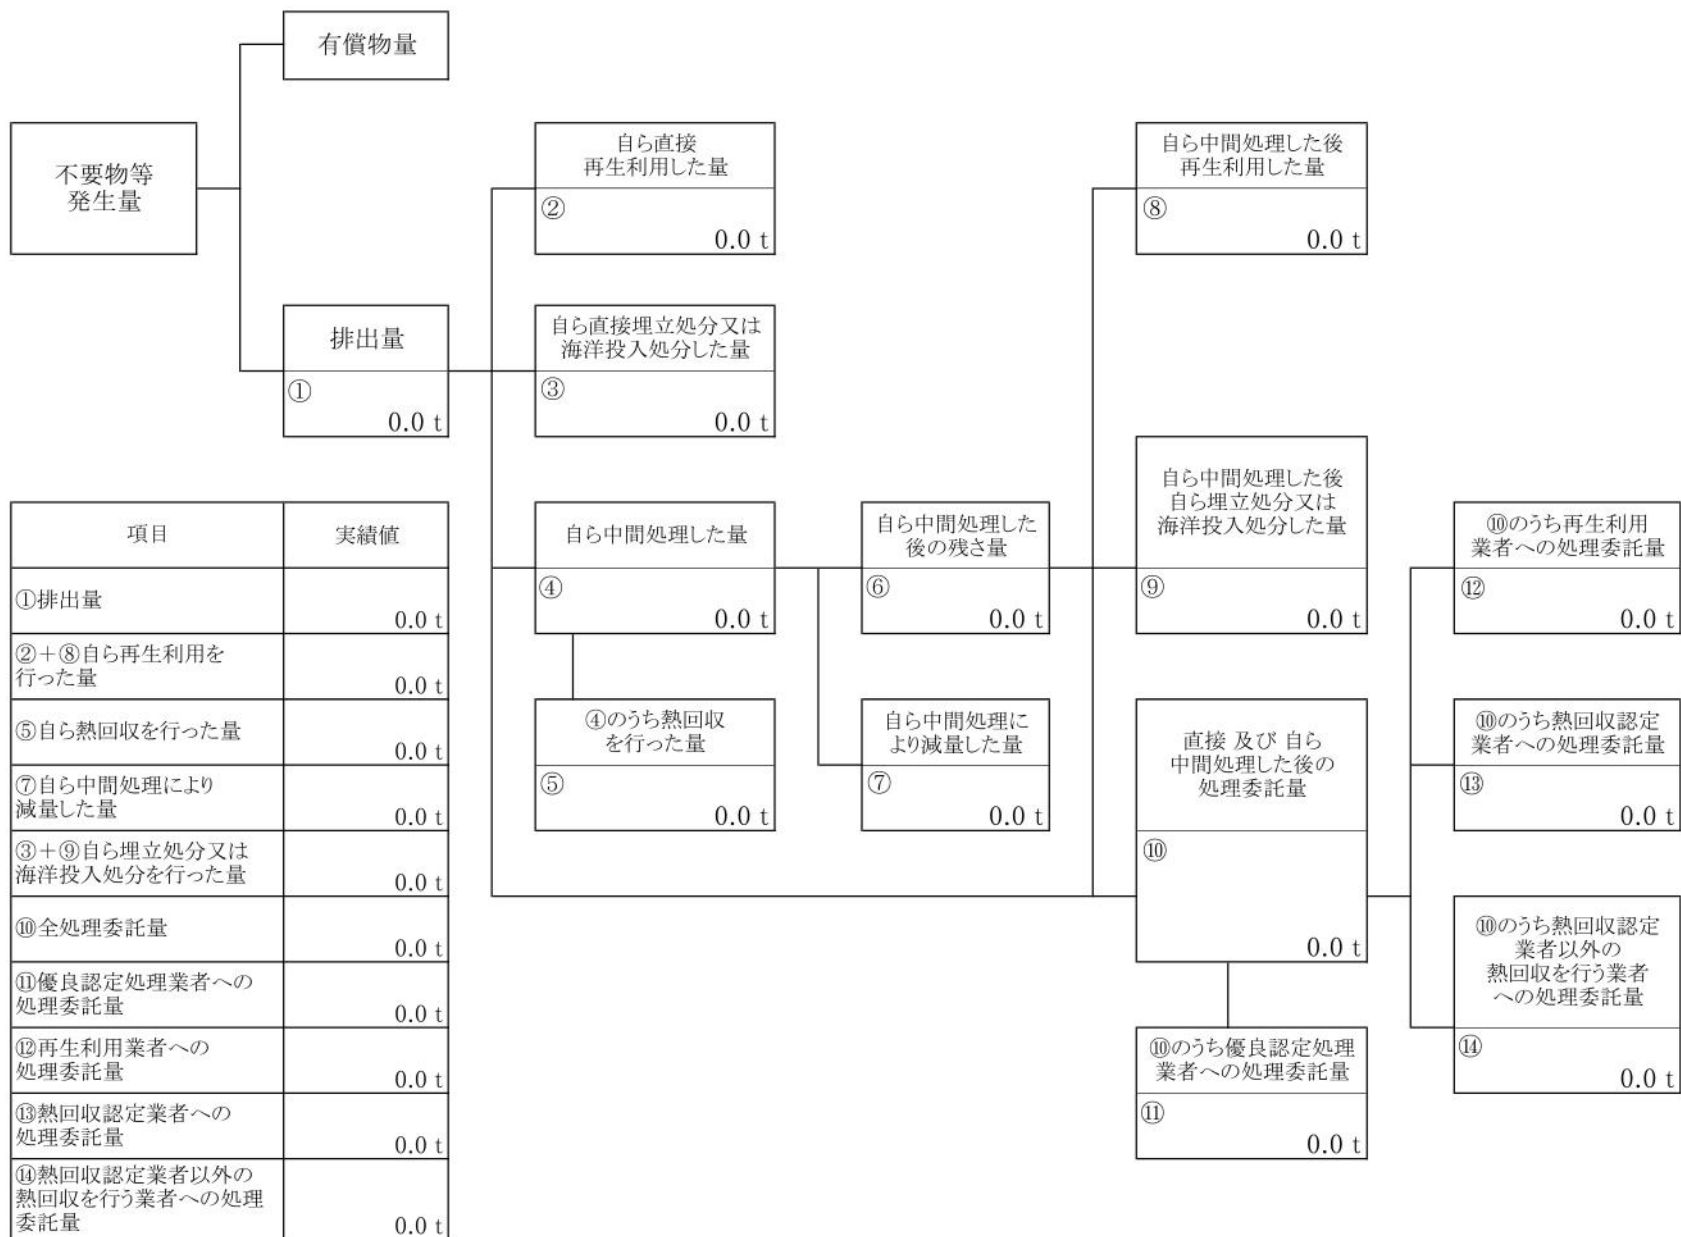 有償物量
不要物等
発生量
排出量
①
0.0 t
自ら直接
再生利用した量
②
0.0 t
自ら直接埋立処分又は
海洋投入処分した量
③
0.0 t
自ら中間処理した量
④
0.0 t
④のうち熱回収
を行った量
⑤
0.0 t
自ら中間処理した
後の残さ量
⑥
0.0 t
自ら中間処理に
より減量した量
⑦
0.0 t
自ら中間処理した後
再生利用した量
⑧
0.0 t
自ら中間処理した後
自ら埋立処分又は
海洋投入処分した量
⑨
0.0 t
直接 及び 自ら
中間処理した後の
処理委託量
⑩
0.0 t
⑩のうち優良認定処理
業者への処理委託量
⑪
0.0 t
⑩のうち再生利用
業者への処理委託量
⑫
0.0 t
⑩のうち熱回収認定
業者への処理委託量
⑬
0.0 t
⑩のうち熱回収認定
業者以外の
熱回収を行う業者
への処理委託量
⑭
0.0 t
項目 実績値
①排出量
0.0 t
②＋⑧自ら再生利用を
行った量
0.0 t
⑤自ら熱回収を行った量
0.0 t
⑦自ら中間処理により
減量した量
0.0 t
③＋⑨自ら埋立処分又は
海洋投入処分を行った量
0.0 t
⑩全処理委託量
0.0 t
⑪優良認定処理業者への
処理委託量
0.0 t
⑫再生利用業者への
処理委託量
0.0 t
⑬熱回収認定業者への
処理委託量
0.0 t
⑭熱回収認定業者以外の
熱回収を行う業者への処理
委託量
0.0 t